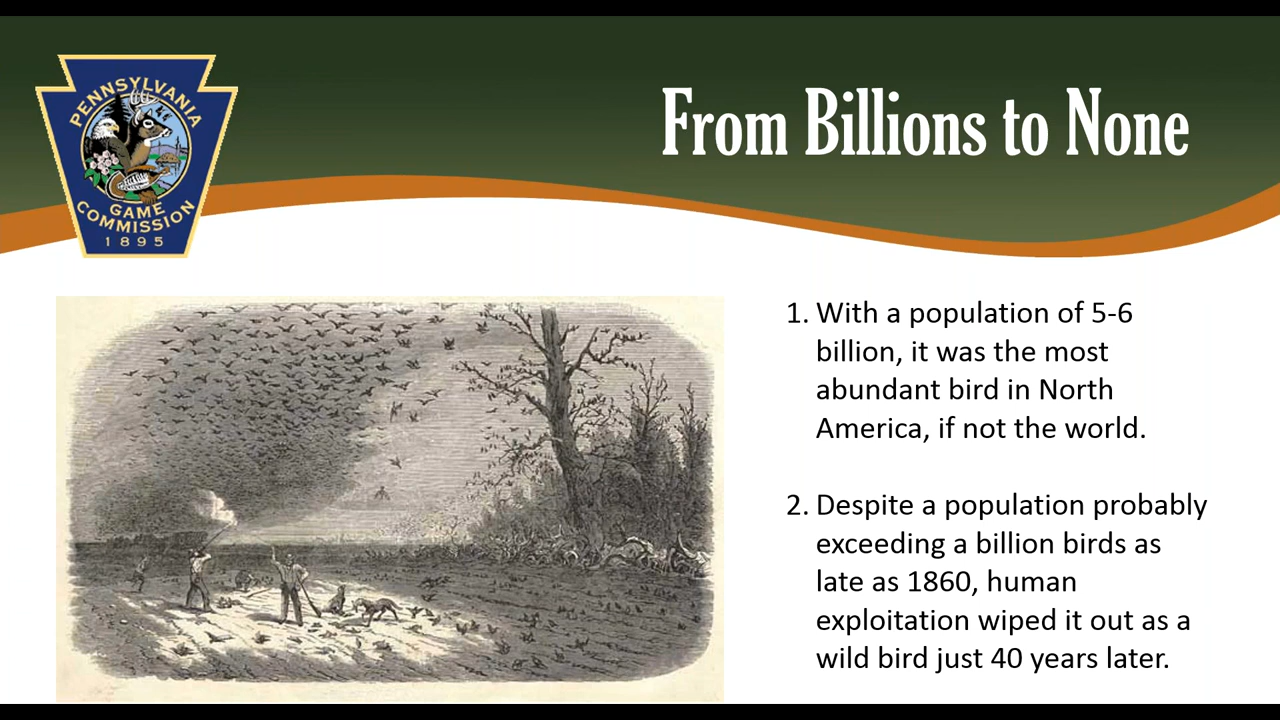 PENNSYLVANIA
GAME
COMMISSION
1895
From Billions to None
1. With a population of 5-6
billion, it was the most
abundant bird in North
America, if not the world.
2. Despite a population probably
exceeding a billion birds as
late as 1860, human
exploitation wiped it out as a
wild bird just 40 years later.